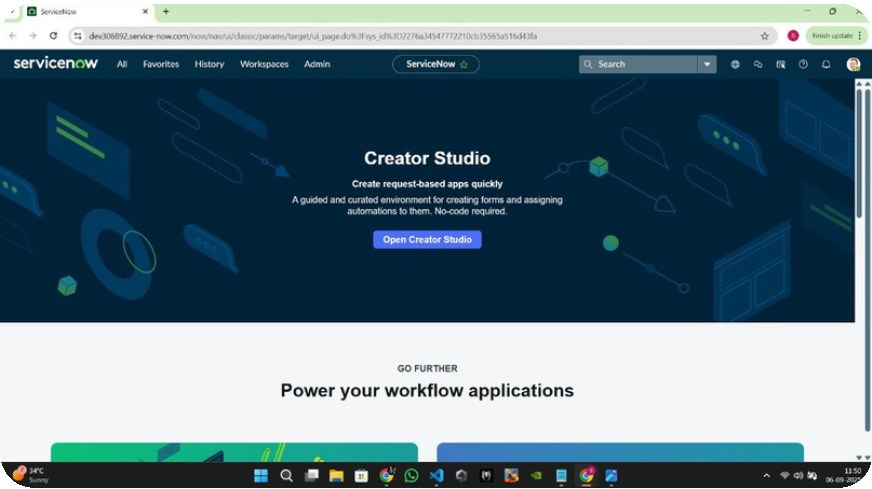 ServiceNow
dev306892.service-now.com/now/nav/ui/classic/params/target/ui_page.do%3Fsys_id%3D2276a34547772210cb35565a516d43fa
Finish update
servicenow All Favorites History Workspaces Admin ServiceNow Search
Creator Studio
Create request-based apps quickly
A guided and curated environment for creating forms and assigning
automations to them. No-code required.
Open Creator Studio
GO FURTHER
Power your workflow applications
34°C
Sunny
11:50
06-09-2025